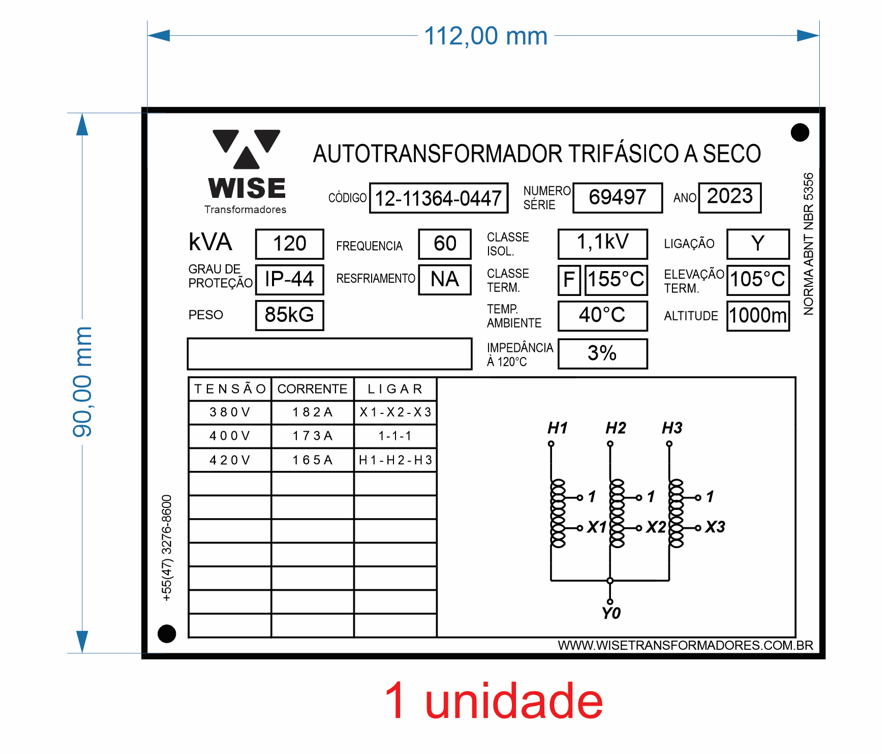 112,00 mm
WISE
Transformadores
AUTOTRANSFORMADOR TRIFÁSICO A SECO
CÓDIGO 12-11364-0447 NUMERO SÉRIE 69497 ANO 2023
kVA 120 FREQUENCIA 60 CLASSE ISOL. 1,1kV LIGAÇÃO Y
GRAU DE PROTEÇÃO IP-44 RESFRIAMENTO NA CLASSE TERM. F 155°C ELEVAÇÃO TERM. 105°C
PESO 85kG TEMP. AMBIENTE 40°C ALTITUDE 1000m
IMPEDÂNCIA À 120°C 3%
NORMA ABNT NBR 5356
90,00 mm
TENSÃO CORRENTE LIGAR
380V 182A X1-X2-X3
400V 173A 1-1-1
420V 165A H1-H2-H3
H1 H2 H3
1 1 1
X1 X2 X3
Y0
+55(47) 3276-8600
WWW.WISETRANSFORMADORES.COM.BR
1 unidade